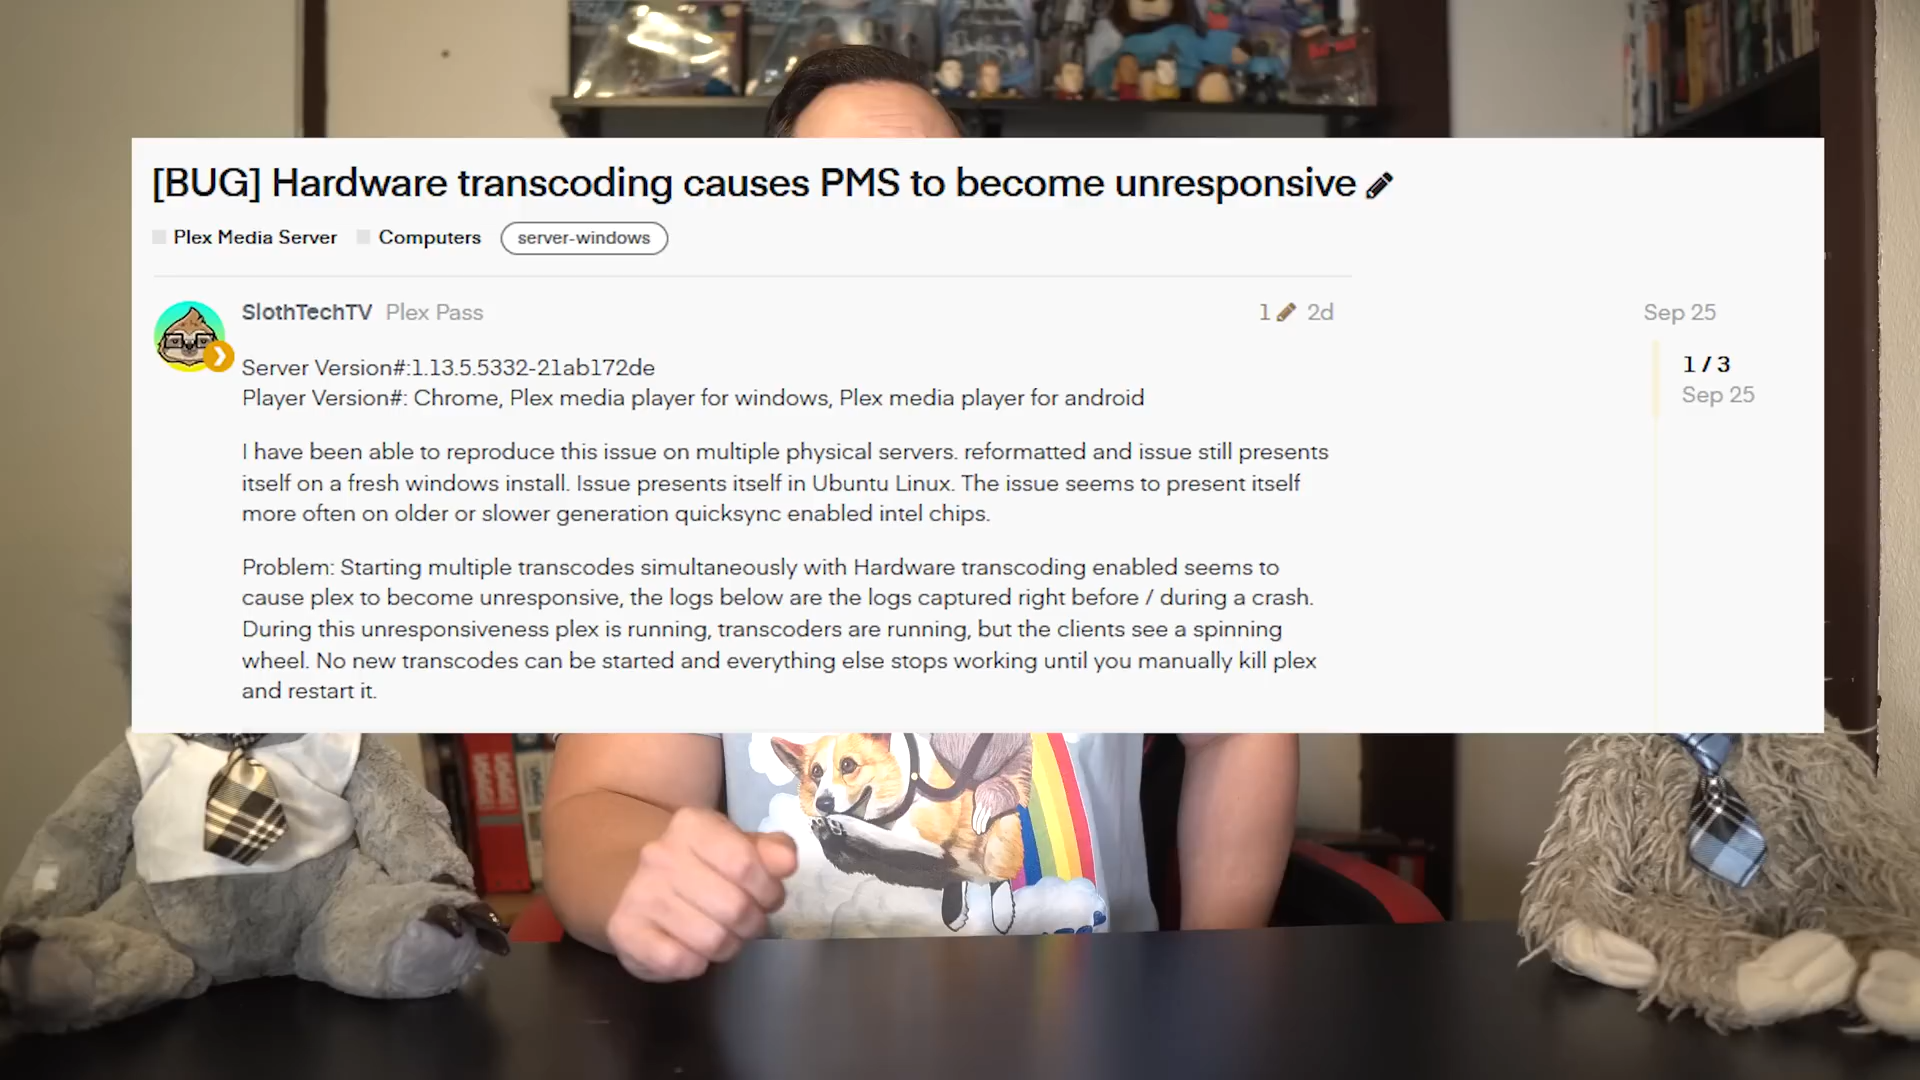 [BUG] Hardware transcoding causes PMS to become unresponsive
Plex Media Server Computers server-windows
SlothTechTV Plex Pass 1 2d
Sep 25
1 / 3
Sep 25
Server Version#:1.13.5.5332-21ab172de
Player Version#: Chrome, Plex media player for windows, Plex media player for android
I have been able to reproduce this issue on multiple physical servers. reformatted and issue still presents
itself on a fresh windows install. Issue presents itself in Ubuntu Linux. The issue seems to present itself
more often on older or slower generation quicksync enabled intel chips.
Problem: Starting multiple transcodes simultaneously with Hardware transcoding enabled seems to
cause plex to become unresponsive, the logs below are the logs captured right before / during a crash.
During this unresponsiveness plex is running, transcoders are running, but the clients see a spinning
wheel. No new transcodes can be started and everything else stops working until you manually kill plex
and restart it.